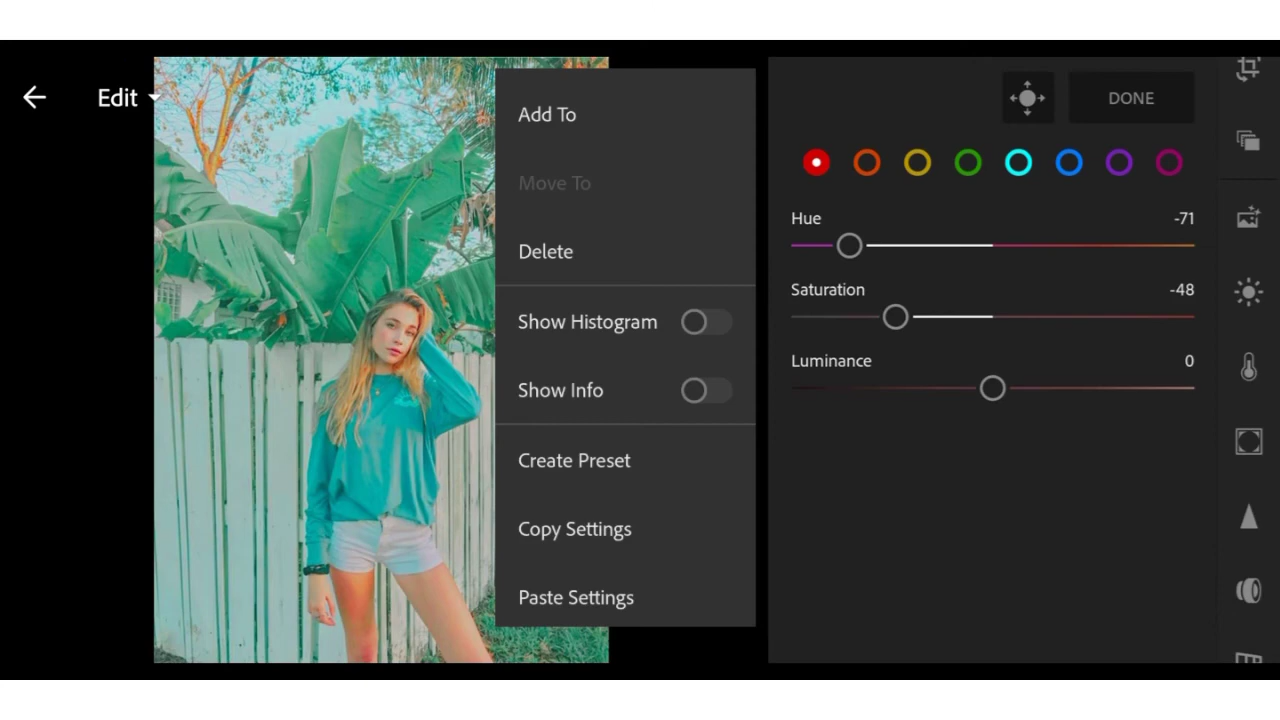 Edit
Add To
Move To
Delete
Show Histogram
Show Info
Create Preset
Copy Settings
Paste Settings
DONE
Hue -71
Saturation -48
Luminance 0